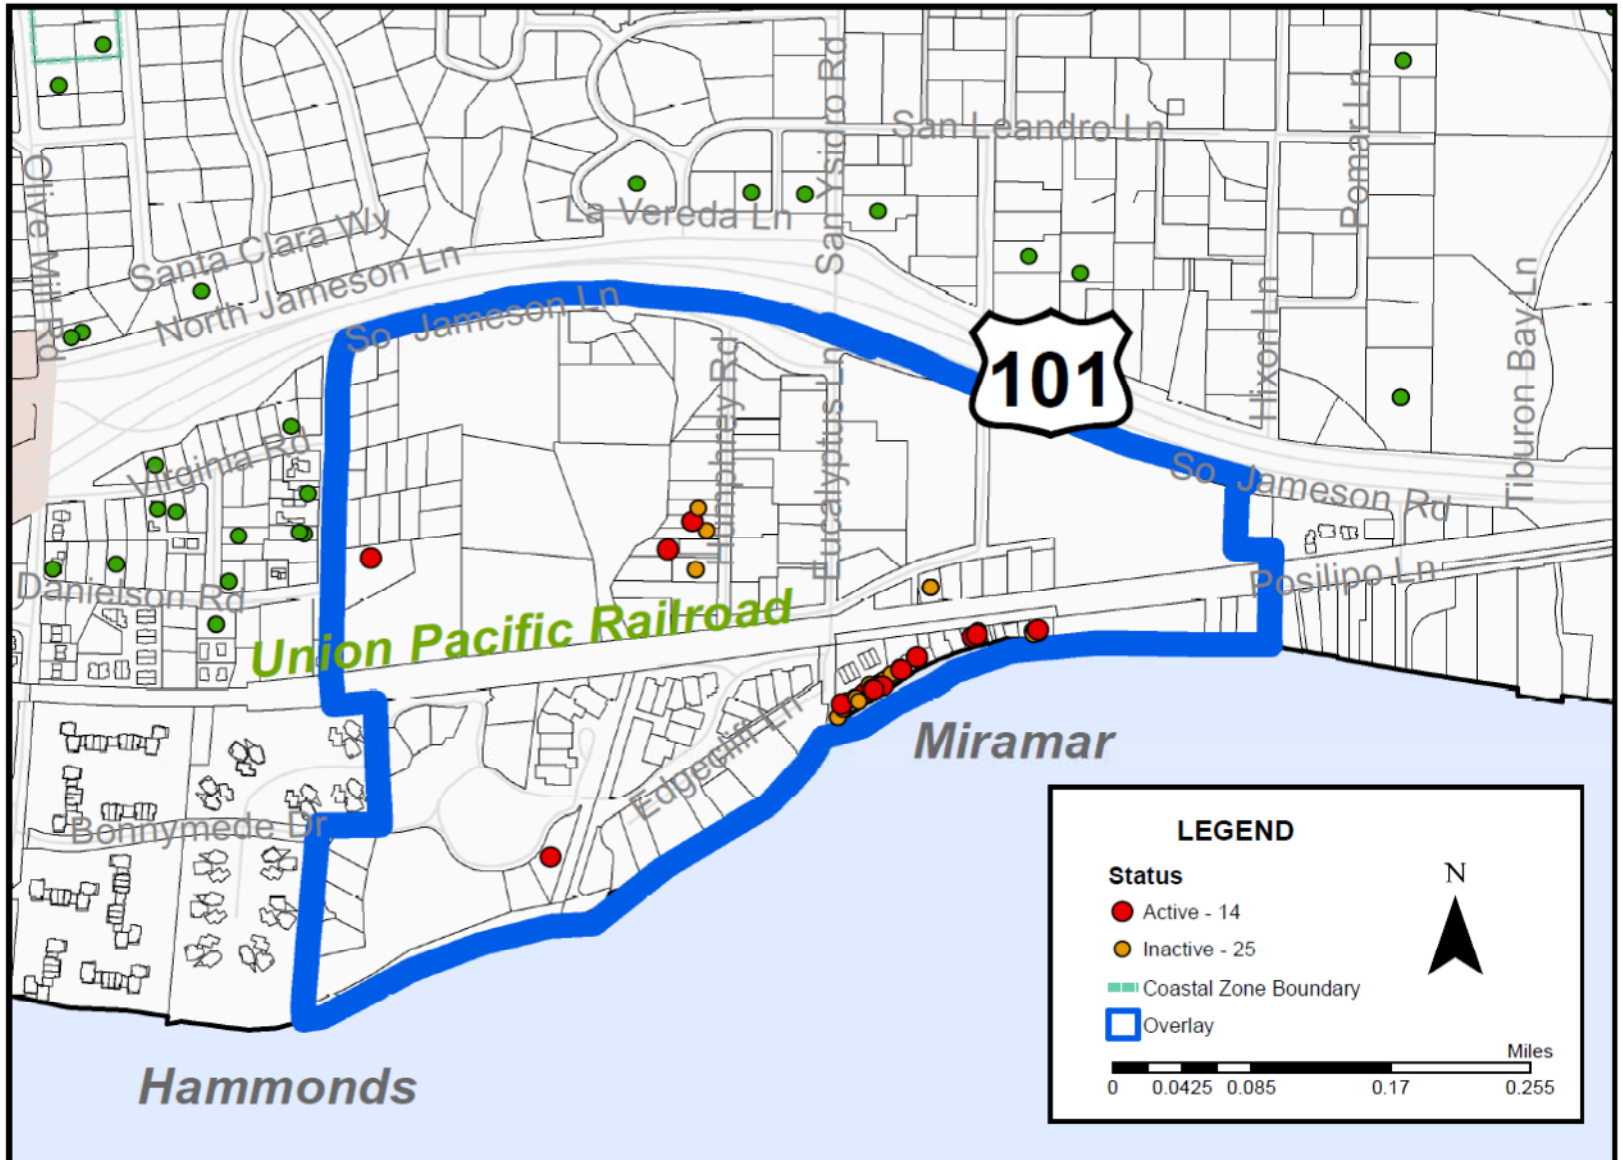 San Ysidro Rd
San Leandro Ln
Romar Ln
Olive Mill Rd
La Vereda Ln
Santa Clara Wy
North Jameson Ln
So Jameson Ln
101
Hixon Ln
Tiburon Bay Ln
Humphrey Rd
Eucalyptus Ln
Virginia Rd
So Jameson Rd
Posilipo Ln
Danielson Rd
Union Pacific Railroad
Edgecliff Ln
Miramar
Bonnymede Dr
Hammonds
LEGEND
Status
Active - 14
Inactive - 25
Coastal Zone Boundary
Overlay
N
Miles
0 0.0425 0.085 0.17 0.255